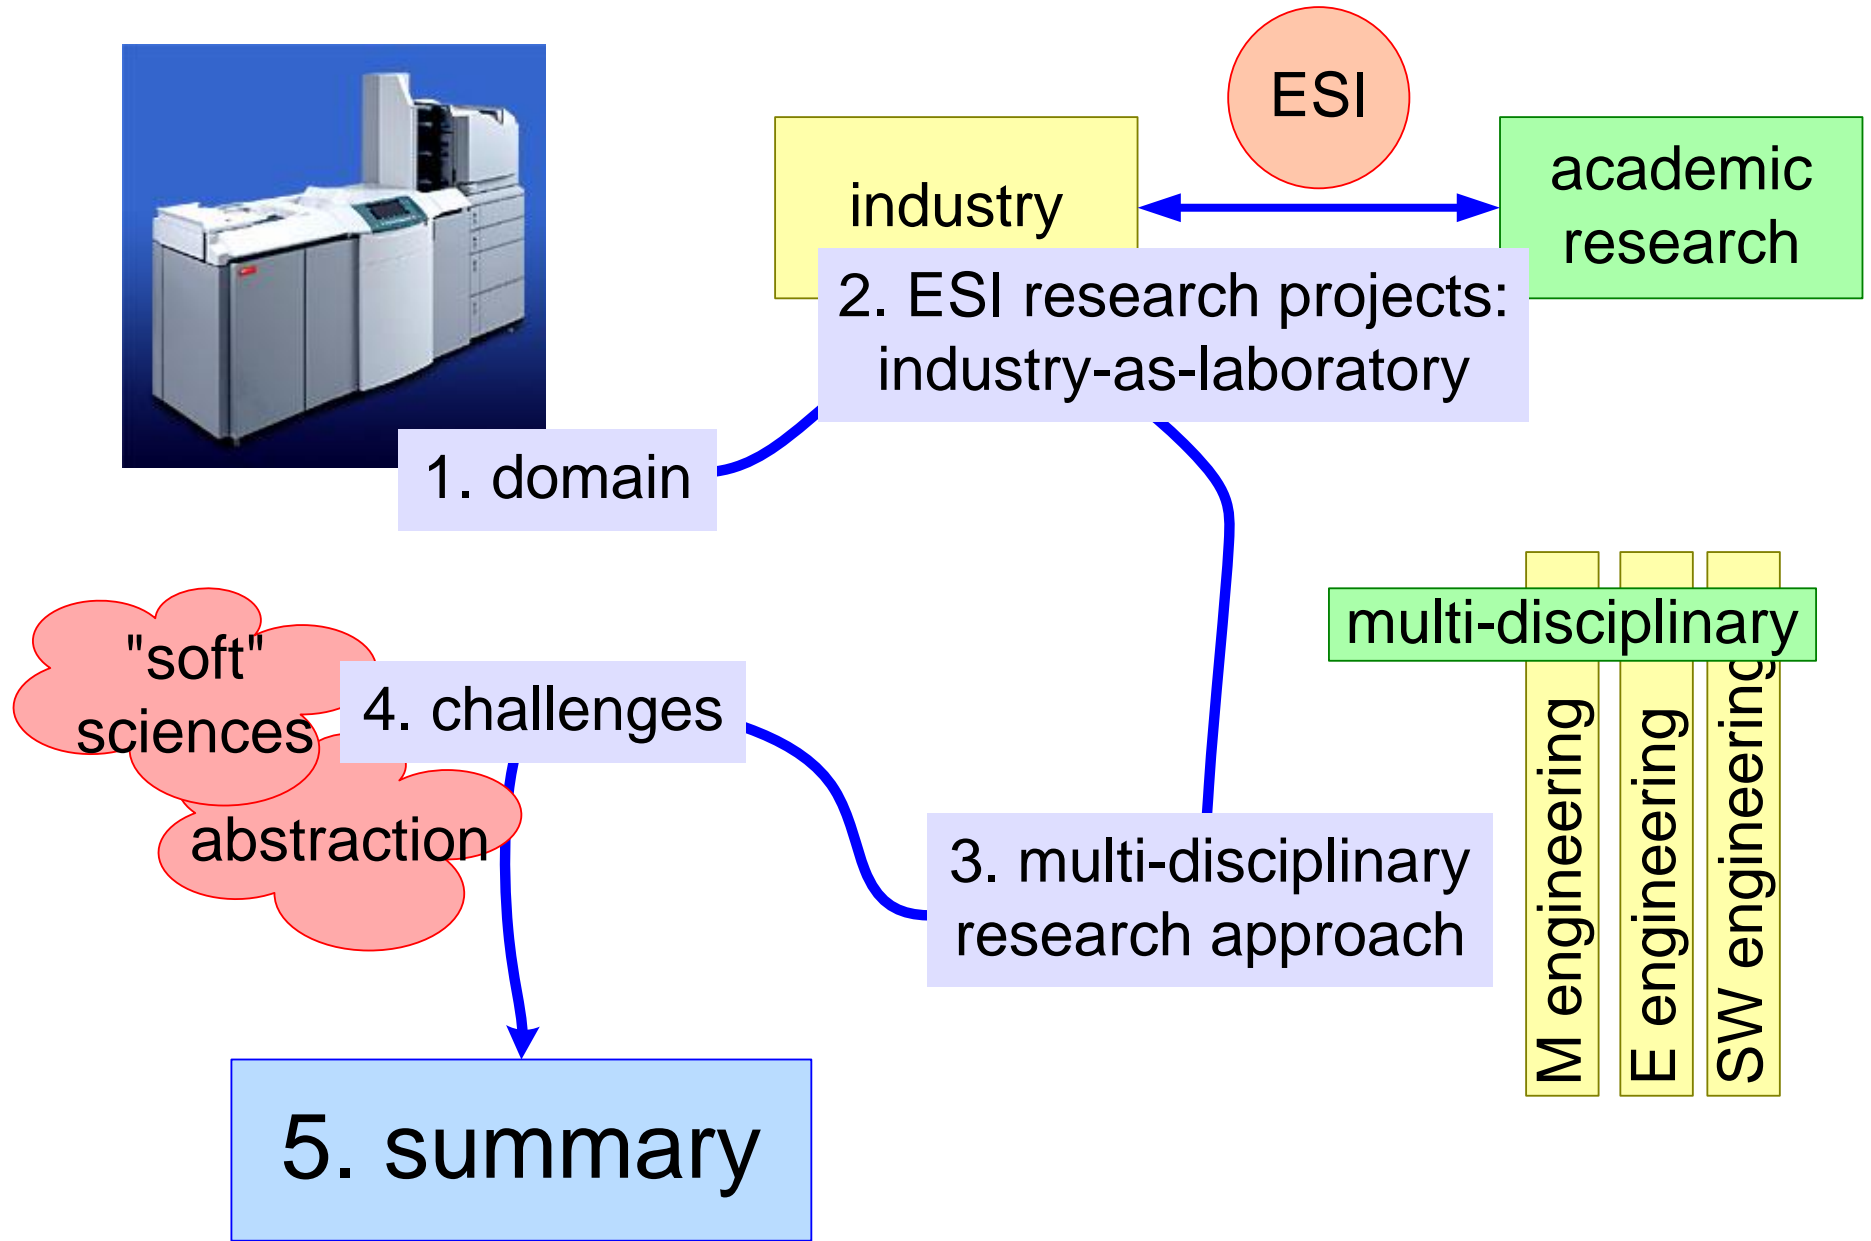 ESI
industry
academic
research
2. ESI research projects:
industry-as-laboratory
1. domain
"soft"
sciences
4. challenges
abstraction
multi-disciplinary
M engineering
E engineering
SW engineering
3. multi-disciplinary
research approach
5. summary